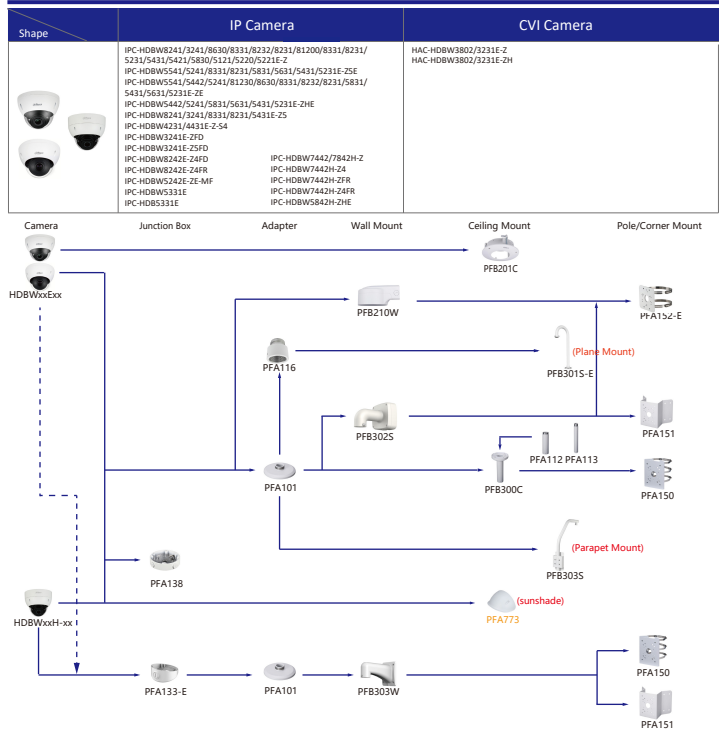 Shape
IP Camera
CVI Camera
IPC-HDBW8241/3241/8630/8331/8232/8231/81200/8331/8231/
5231/5431/5421/5830/5121/5220/5221E-Z
IPC-HDBW5541/5241/8331/8231/5831/5631/5431/5231E-Z5E
IPC-HDBW5541/5442/5241/81230/8630/8331/8232/8231/5831/
5431/5631/5231E-ZE
IPC-HDBW5442/5241/5831/5631/5431/5231E-ZHE
IPC-HDBW8241/3241/8331/8231/5431E-Z5
IPC-HDBW4231/4431E-Z-S4
IPC-HDBW3241E-ZFD
IPC-HDBW3241E-Z5FD
IPC-HDBW8242E-Z4FD
IPC-HDBW8242E-Z4FR
IPC-HDBW5242E-ZE-MF
IPC-HDBW5331E
IPC-HDB5331E
IPC-HDBW7442/7842H-Z
IPC-HDBW7442H-Z4
IPC-HDBW7442H-ZFR
IPC-HDBW7442H-Z4FR
IPC-HDBW5842H-ZHE
HAC-HDBW3802/3231E-Z
HAC-HDBW3802/3231E-ZH
Camera
Junction Box
Adapter
Wall Mount
Ceiling Mount
Pole/Corner Mount
PFB201C
HDBWxxExx
PFB210W
PFA152-E
(Plane Mount)
PFA116
PFB301S-E
PFB302S
PFA151
PFA112 PFA113
PFA101
PFB300C
PFA150
(Parapet Mount)
PFA138
PFB303S
(sunshade)
HDBWxxH-xx
PFA773
PFA150
PFA133-E
PFA101
PFB303W
PFA151